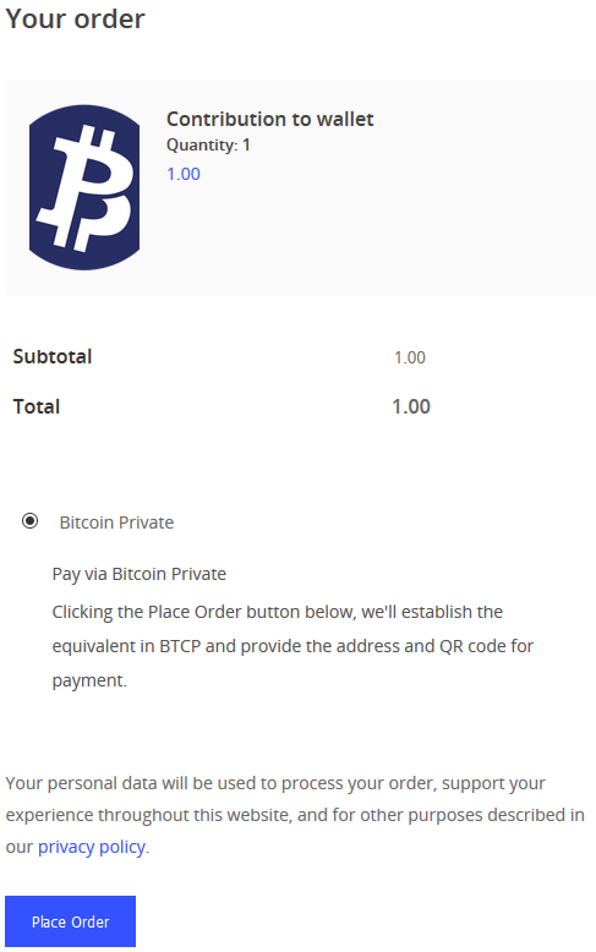 Your order
Contribution to wallet
Quantity: 1
1.00
Subtotal 1.00
Total 1.00
Bitcoin Private
Pay via Bitcoin Private
Clicking the Place Order button below, we'll establish the
equivalent in BTCP and provide the address and QR code for
payment.
Your personal data will be used to process your order, support your
experience throughout this website, and for other purposes described in
our privacy policy.
Place Order